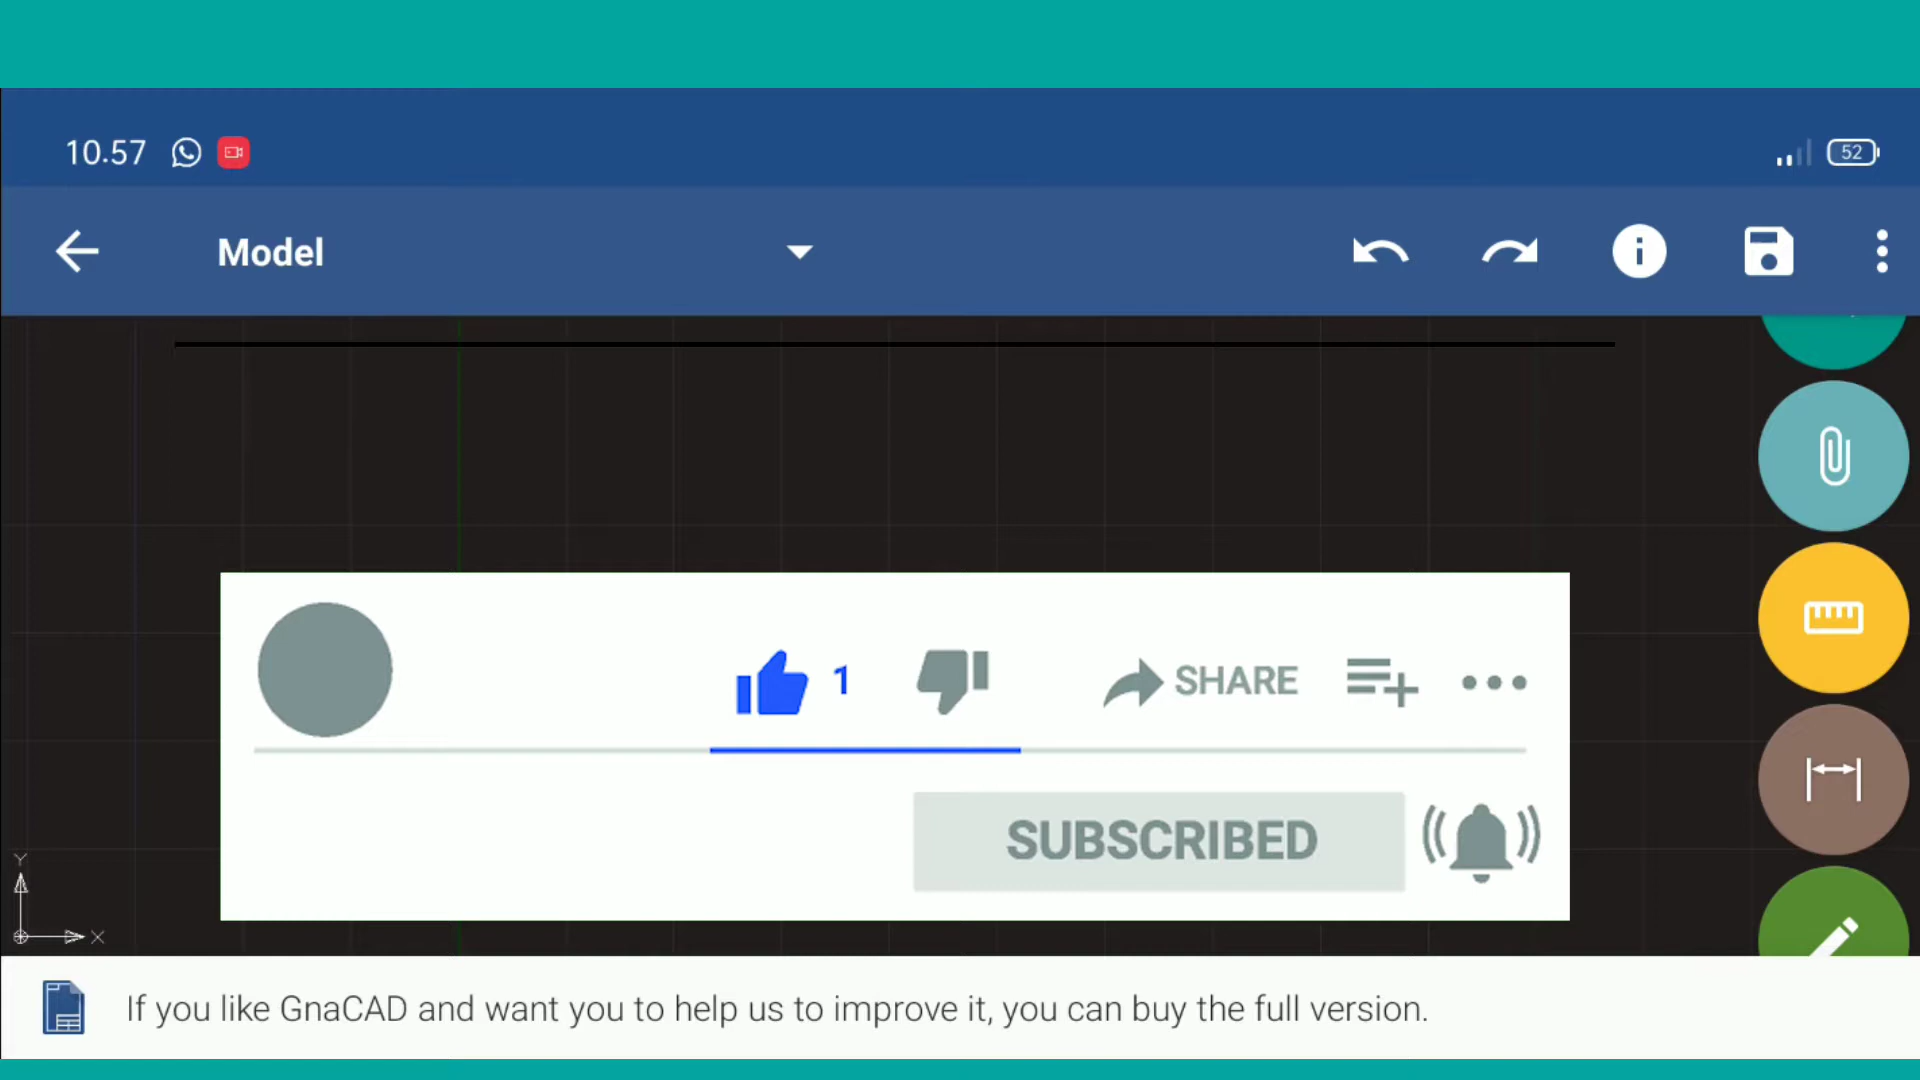 10.57
52
Model
1
SHARE
SUBSCRIBED
Y
X
If you like GnaCAD and want you to help us to improve it, you can buy the full version.